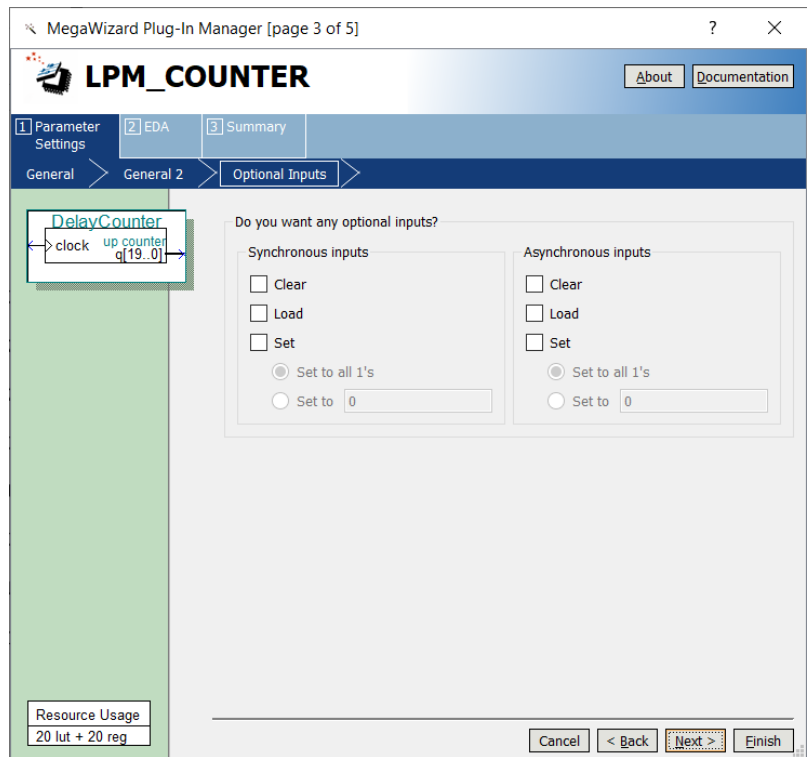 MegaWizard Plug-In Manager [page 3 of 5]
?
LPM_COUNTER
About
Documentation
1 Parameter Settings
2 EDA
3 Summary
General
General 2
Optional Inputs
DelayCounter
clock
up counter
q[19..0]
Do you want any optional inputs?
Synchronous inputs
Clear
Load
Set
Set to all 1's
Set to 0
Asynchronous inputs
Clear
Load
Set
Set to all 1's
Set to 0
Resource Usage
20 lut + 20 reg
Cancel
< Back
Next >
Finish